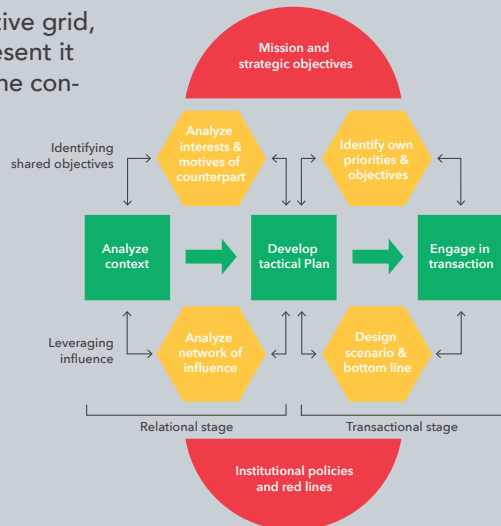 tive grid,
esent it
ne con-
Mission and
strategic objectives
Analyze
interests &
motives of
counterpart
Identify own
priorities &
objectives
Identifying
shared objectives
Analyze
context
Develop
tactical Plan
Engage in
transaction
Leveraging
influence
Analyze
network of
influence
Design
scenario &
bottom line
Relational stage
Transactional stage
Institutional policies
and red lines